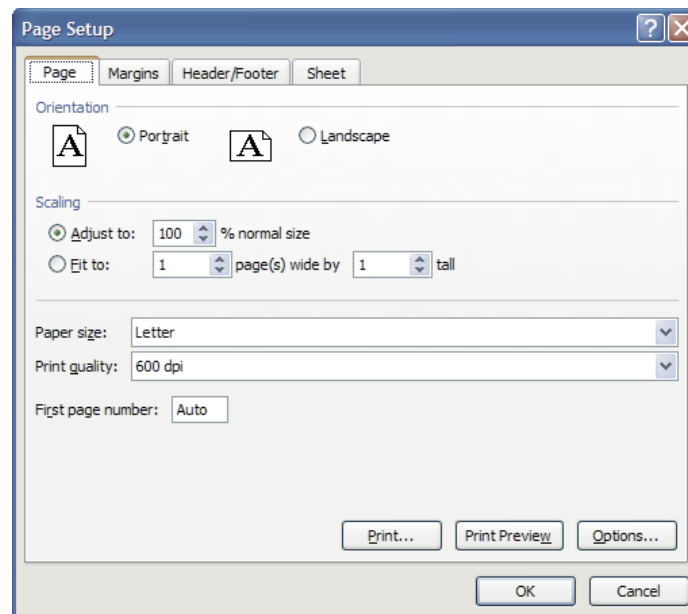 Page Setup
Page Margins Header/Footer Sheet
Orientation
A Portrait A Landscape
Scaling
Adjust to: 100 % normal size
Fit to: 1 page(s) wide by 1 tall
Paper size: Letter
Print quality: 600 dpi
First page number: Auto
Print... Print Preview Options...
OK Cancel